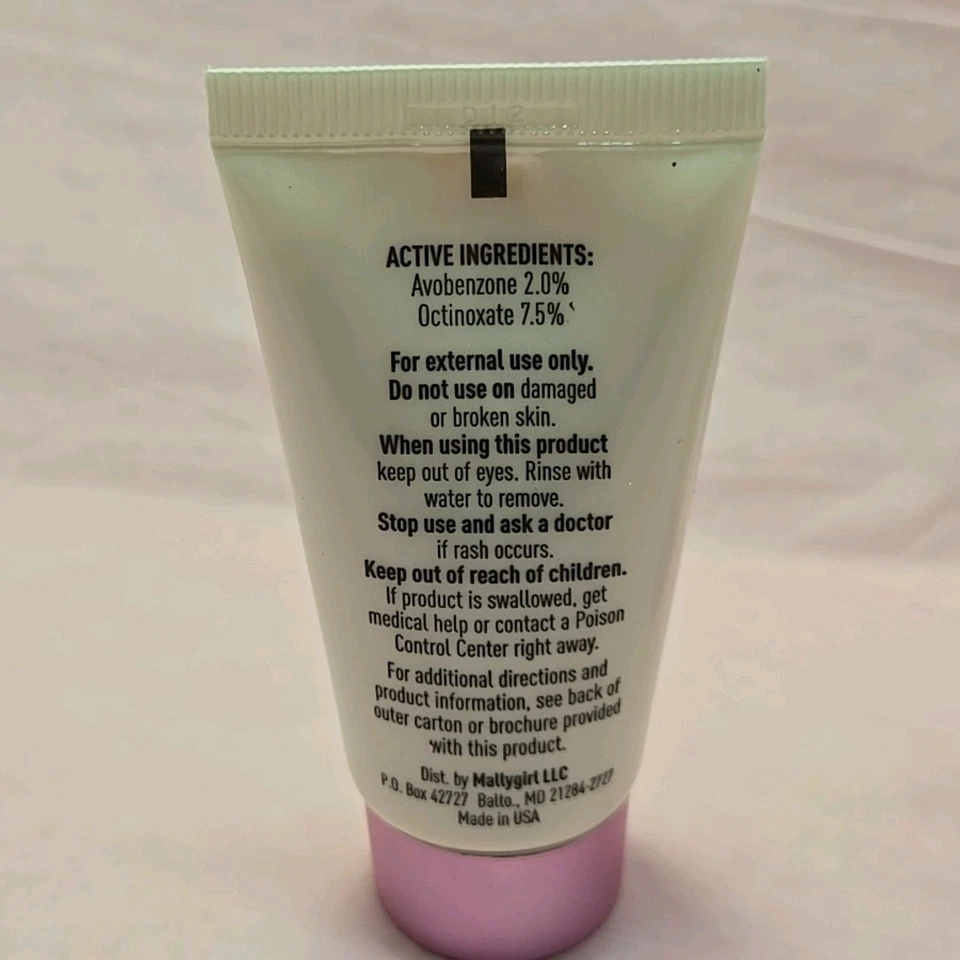 ACTIVE INGREDIENTS:
Avobenzone 2.0%
Octinoxate 7.5%
For external use only.
Do not use on damaged
or broken skin.
When using this product
keep out of eyes. Rinse with
water to remove.
Stop use and ask a doctor
if rash occurs.
Keep out of reach of children.
If product is swallowed, get
medical help or contact a Poison
Control Center right away.
For additional directions and
product information, see back of
outer carton or brochure provided
with this product.
Dist. by Mallygirl LLC
P.O. Box 42727 Balto., MD 21284-2727
Made in USA